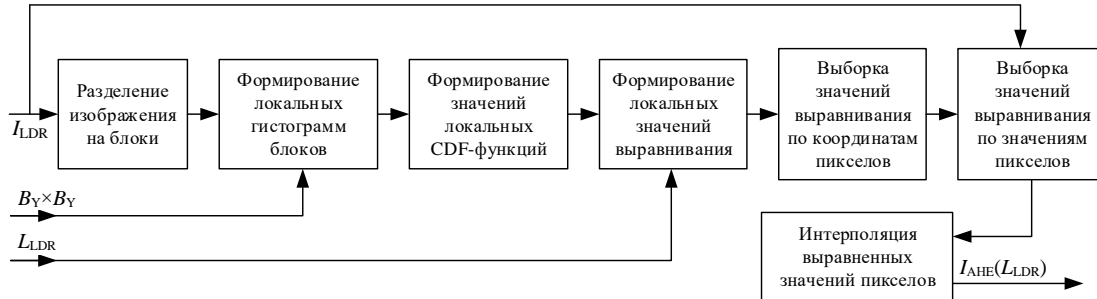 I_LDR
Разделение
изображения
на блоки
Формирование
локальных
гистограмм
блоков
Формирование
значений
локальных
CDF-функций
Формирование
локальных
значений
выравнивания
Выборка
значений
выравнивания
по координатам
пикселов
Выборка
значений
выравнивания
по значениям
пикселов
B_Y×B_Y
L_LDR
Интерполяция
выравненных
значений пикселов
I_AHE(L_LDR)